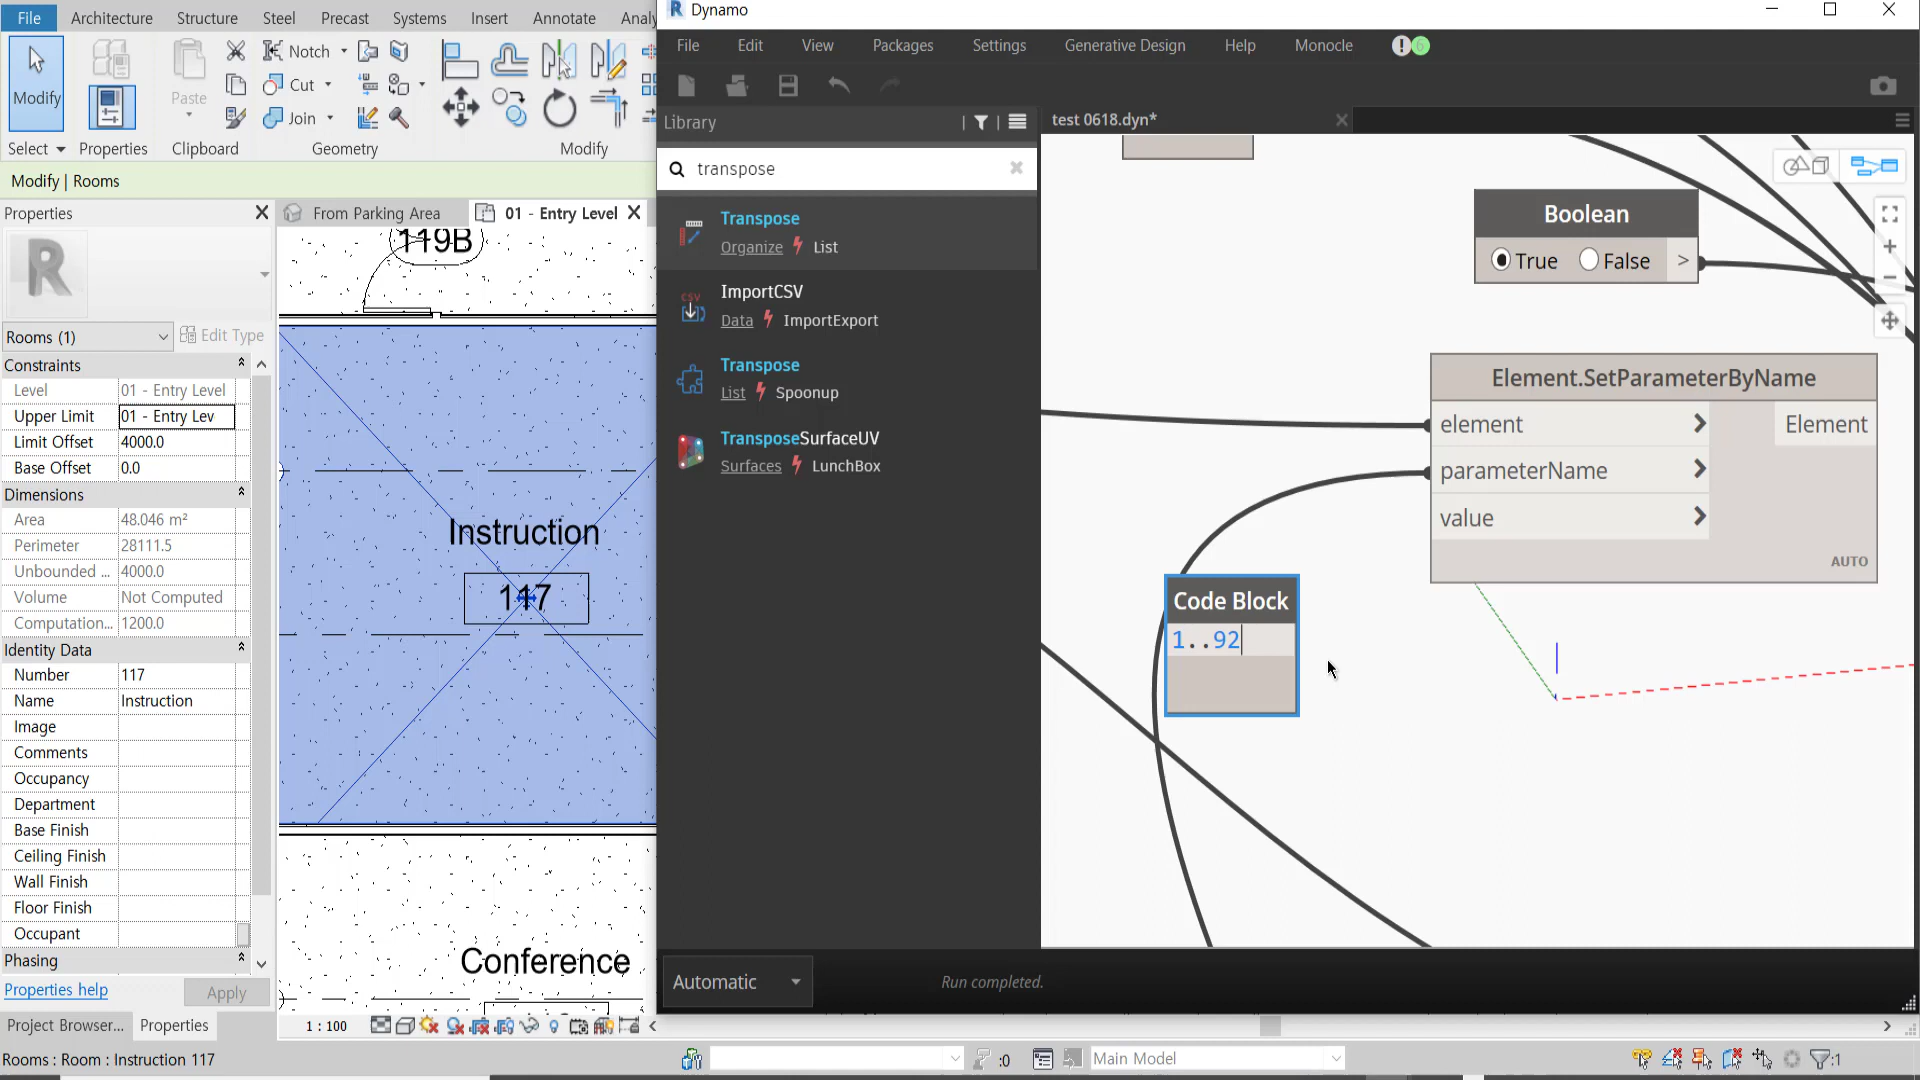 File Architecture Structure Steel Precast Systems Insert Annotate Analy
Modify
Paste
Notch
Cut
Join
Select Properties Clipboard Geometry Modify
Modify | Rooms
Properties
Rooms (1) Edit Type
Constraints
Level 01 - Entry Level
Upper Limit 01 - Entry Lev
Limit Offset 4000.0
Base Offset 0.0
Dimensions
Area 48.046 m²
Perimeter 28111.5
Unbounded ... 4000.0
Volume Not Computed
Computation... 1200.0
Identity Data
Number 117
Name Instruction
Image
Comments
Occupancy
Department
Base Finish
Ceiling Finish
Wall Finish
Floor Finish
Occupant
Phasing
Properties help Apply
Project Browser... Properties
Rooms : Room : Instruction 117
From Parking Area 01 - Entry Level
119B
Instruction
117
Conference
1 : 100
Dynamo
File Edit View Packages Settings Generative Design Help Monocle ! 6
Library
test 0618.dyn*
transpose
Transpose
Organize List
ImportCSV
Data ImportExport
Transpose
List Spoonup
TransposeSurfaceUV
Surfaces LunchBox
Boolean
True False >
Element.SetParameterByName
element Element
parameterName
value
AUTO
Code Block
1..92
Automatic Run completed.
:0 Main Model :1